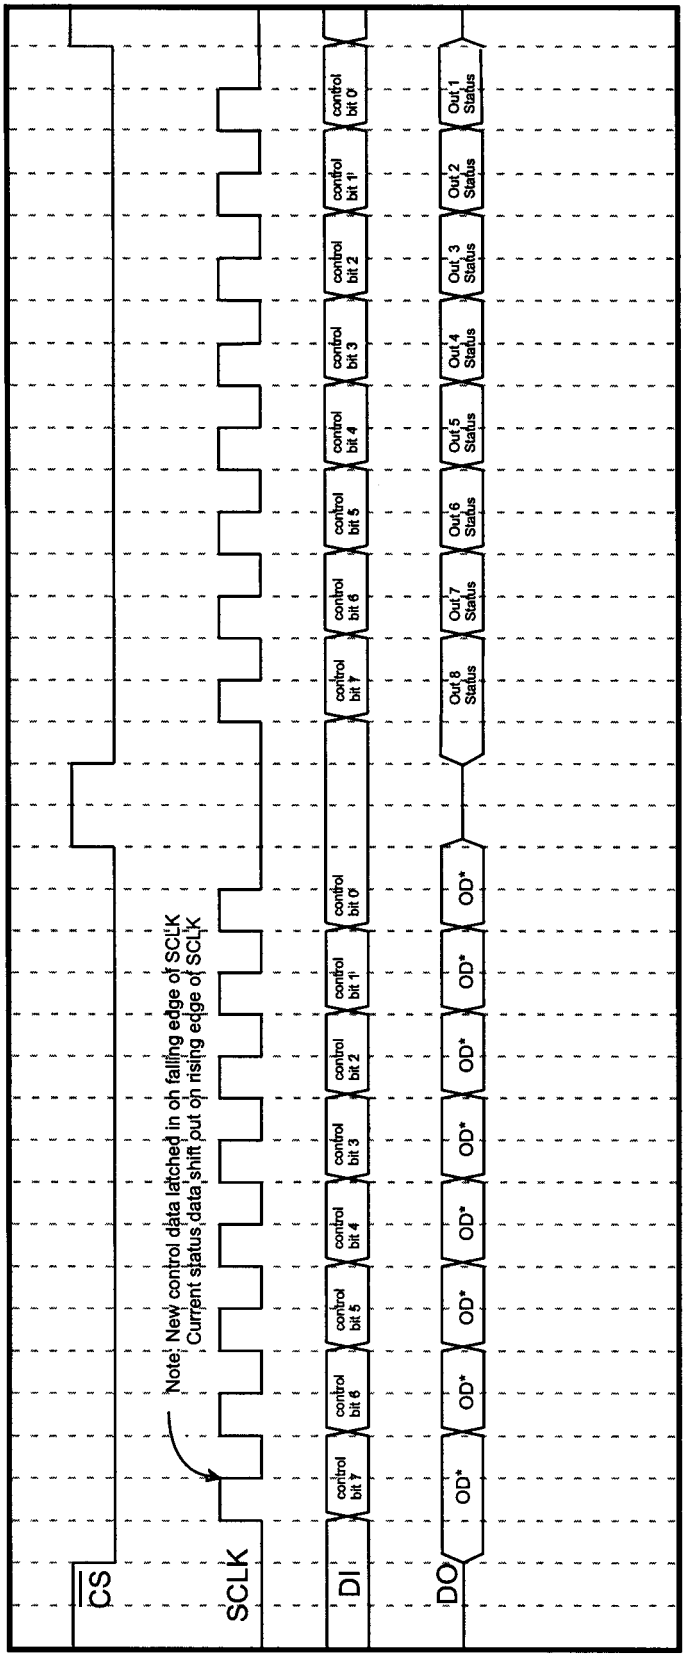 CS
Note: New control data latched in on falling edge of SCLK
Current status data shift out on rising edge of SCLK
SCLK
DI
control
bit 7
control
bit 6
control
bit 5
control
bit 4
control
bit 3
control
bit 2
control
bit 1
control
bit 0
control
bit 7
control
bit 6
control
bit 5
control
bit 4
control
bit 3
control
bit 2
control
bit 1
control
bit 0
DO
OD*
OD*
OD*
OD*
OD*
OD*
OD*
OD*
Out 8
Status
Out 7
Status
Out 6
Status
Out 5
Status
Out 4
Status
Out 3
Status
Out 2
Status
Out 1
Status